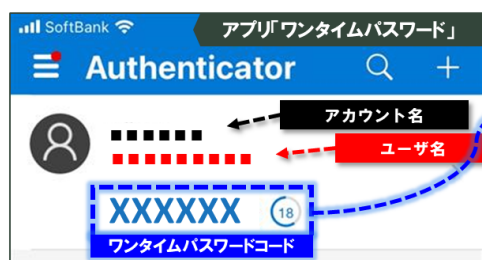 SoftBank
アプリ「ワンタイムパスワード」
Authenticator
アカウント名
ユーザ名
XXXXXX
18
ワンタイムパスワードコード